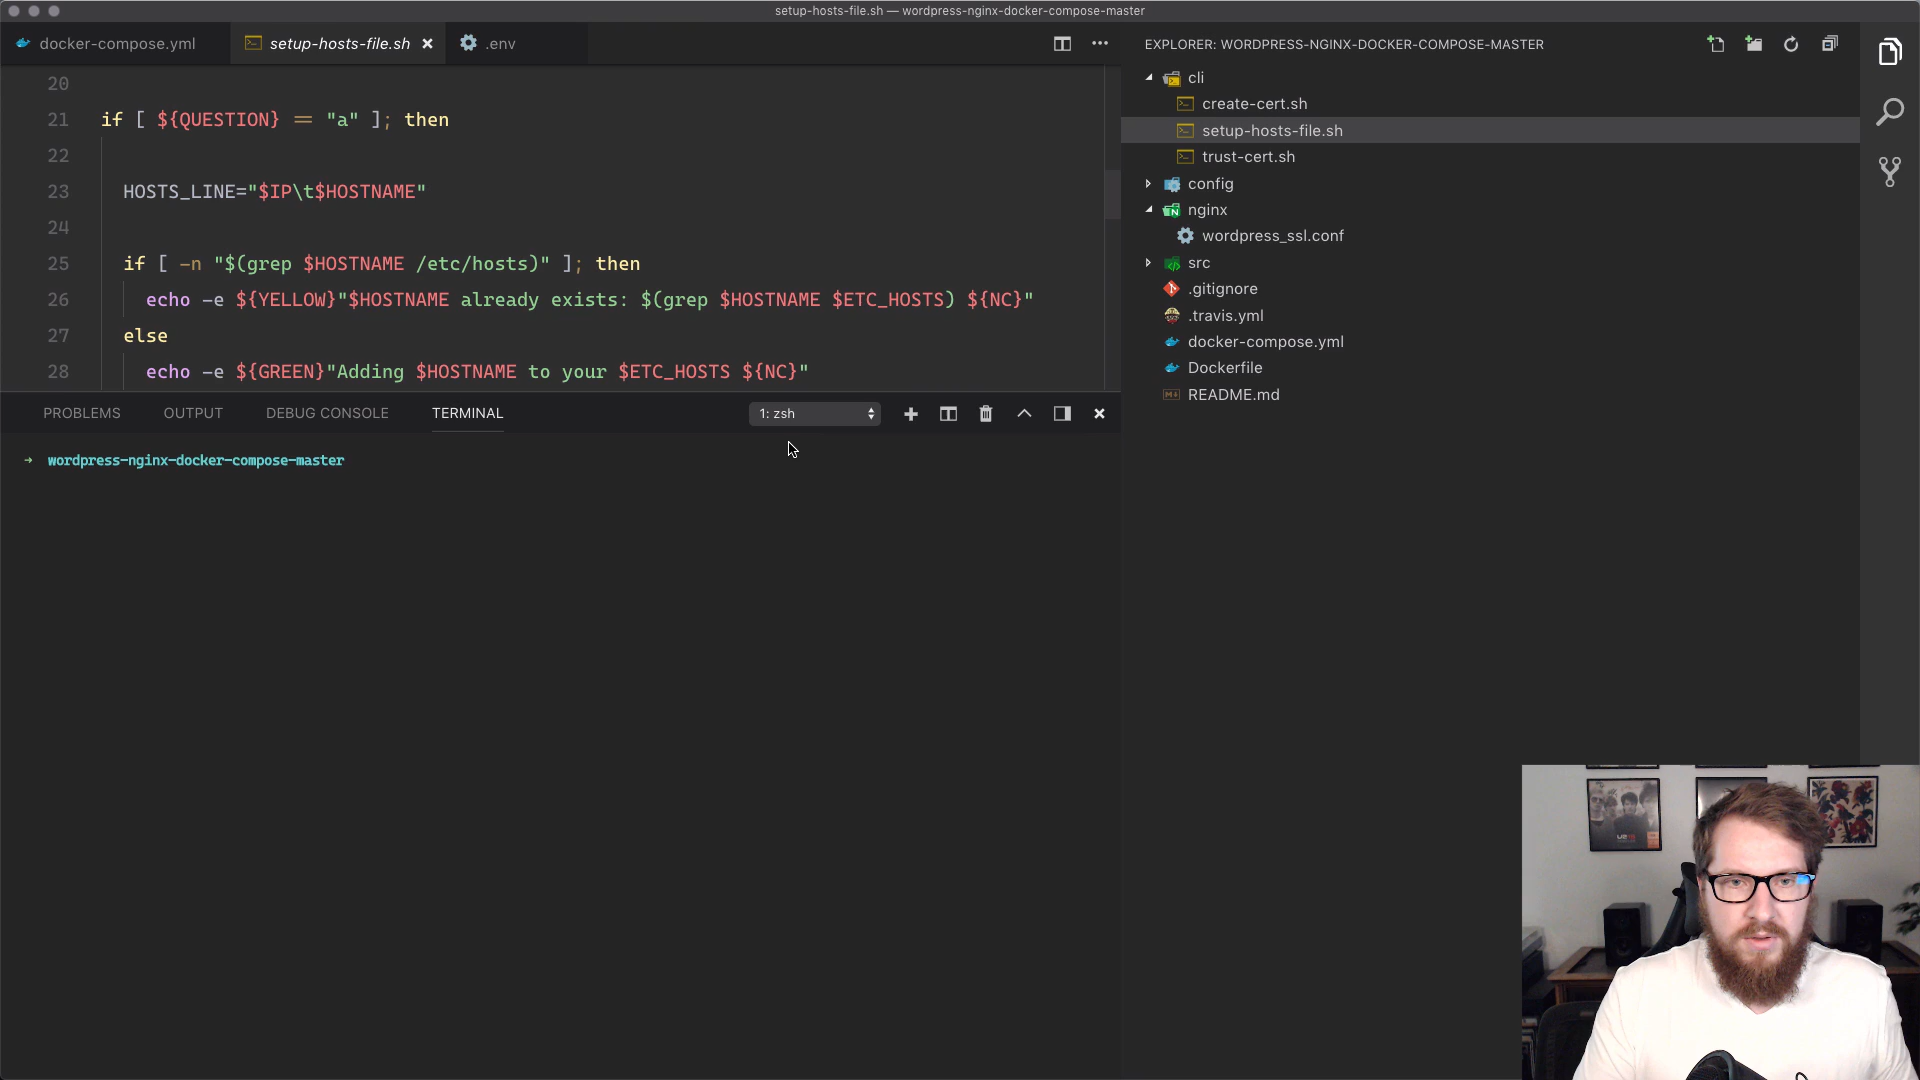 setup-hosts-file.sh — wordpress-nginx-docker-compose-master
docker-compose.yml
setup-hosts-file.sh
.env
20
21 if [ ${QUESTION} == "a" ]; then
22
23 HOSTS_LINE="$IP\t$HOSTNAME"
24
25 if [ -n "$(grep $HOSTNAME /etc/hosts)" ]; then
26 echo -e ${YELLOW}"$HOSTNAME already exists: $(grep $HOSTNAME $ETC_HOSTS) ${NC}"
27 else
28 echo -e ${GREEN}"Adding $HOSTNAME to your $ETC_HOSTS ${NC}"
PROBLEMS OUTPUT DEBUG CONSOLE TERMINAL
1: zsh
→ wordpress-nginx-docker-compose-master
EXPLORER: WORDPRESS-NGINX-DOCKER-COMPOSE-MASTER
cli
create-cert.sh
setup-hosts-file.sh
trust-cert.sh
config
nginx
wordpress_ssl.conf
src
.gitignore
.travis.yml
docker-compose.yml
Dockerfile
README.md